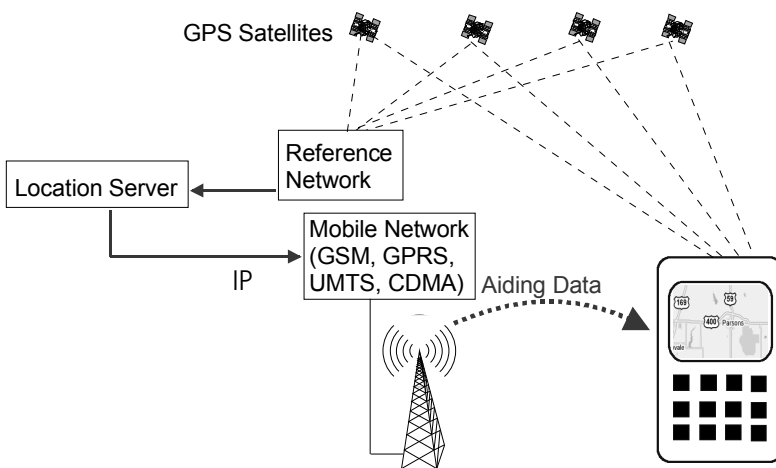 GPS Satellites
Reference
Network
Location Server
Mobile Network
(GSM, GPRS,
UMTS, CDMA)
IP
Aiding Data
169
59
400
Parsons
ivale